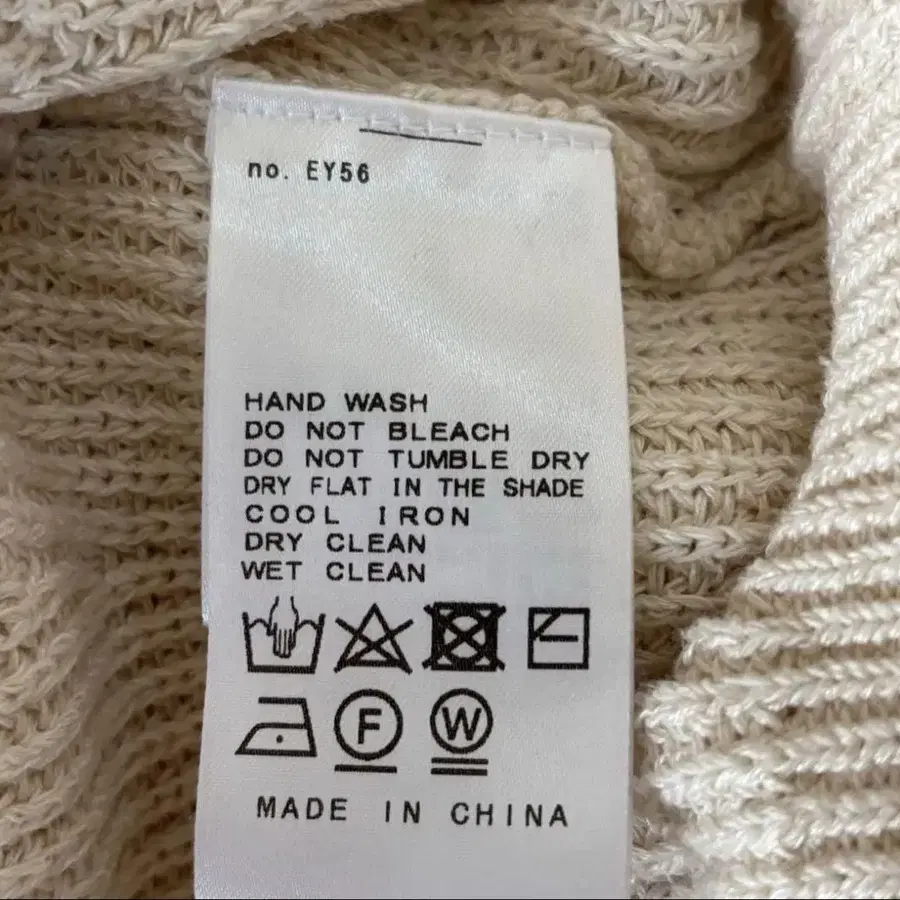 no. EY56
HAND WASH
DO NOT BLEACH
DO NOT TUMBLE DRY
DRY FLAT IN THE SHADE
COOL IRON
DRY CLEAN
WET CLEAN
F W
MADE IN CHINA